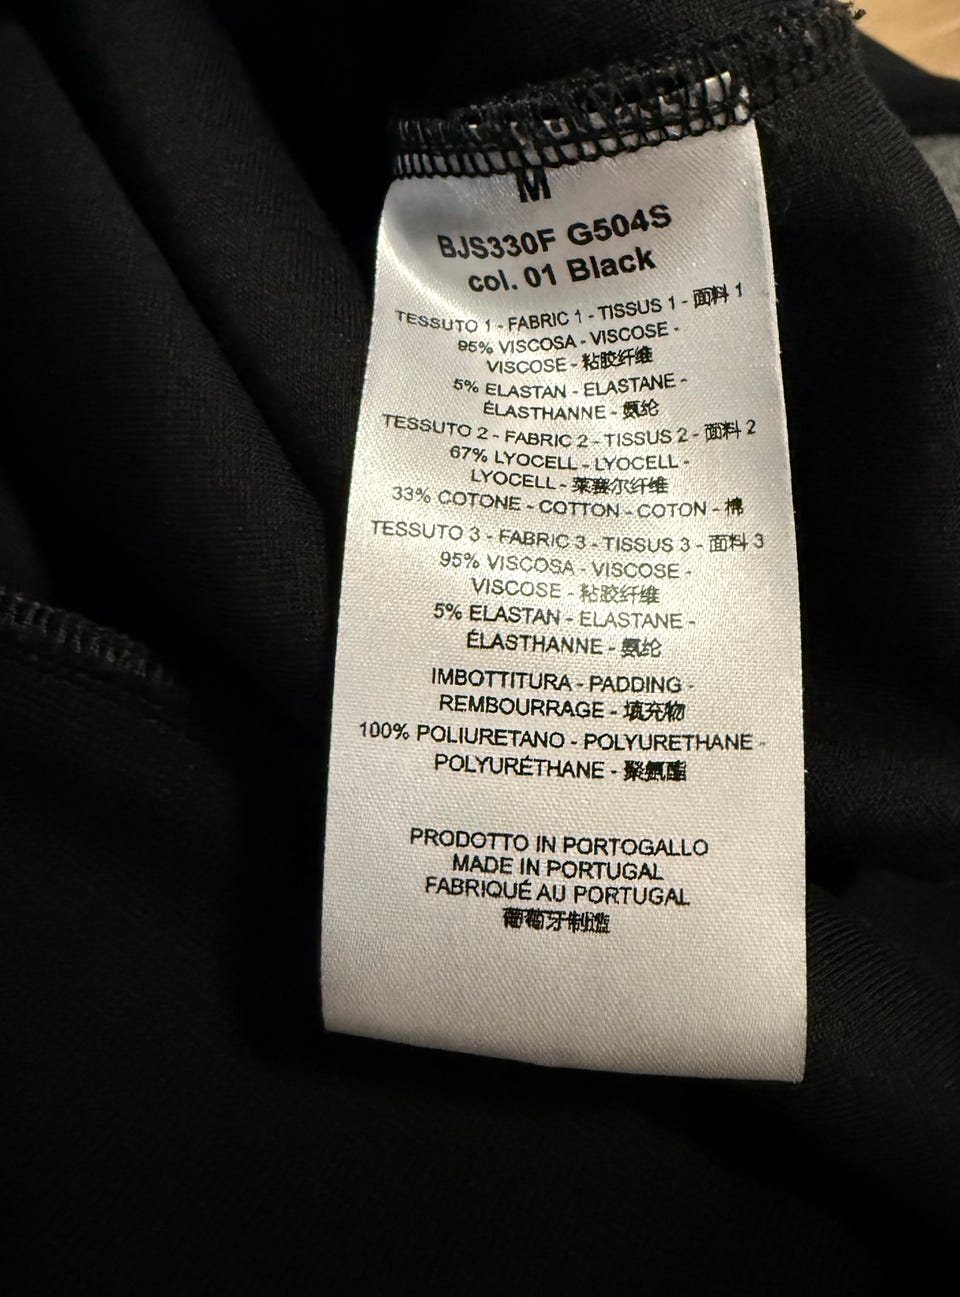 M
BJS330F G504S
col. 01 Black
TESSUTO 1 - FABRIC 1 - TISSUS 1 - 面料 1
95% VISCOSA - VISCOSE -
VISCOSE - 粘胶纤维
5% ELASTAN - ELASTANE -
ÉLASTHANNE - 氨纶
TESSUTO 2 - FABRIC 2 - TISSUS 2 - 面料 2
67% LYOCELL - LYOCELL -
LYOCELL - 莱赛尔纤维
33% COTONE - COTTON - COTON - 棉
TESSUTO 3 - FABRIC 3 - TISSUS 3 - 面料 3
95% VISCOSA - VISCOSE -
VISCOSE - 粘胶纤维
5% ELASTAN - ELASTANE -
ÉLASTHANNE - 氨纶
IMBOTTITURA - PADDING -
REMBOURRAGE - 填充物
100% POLIURETANO - POLYURETHANE -
POLYURÉTHANE - 聚氨酯
PRODOTTO IN PORTOGALLO
MADE IN PORTUGAL
FABRIQUÉ AU PORTUGAL
葡萄牙制造